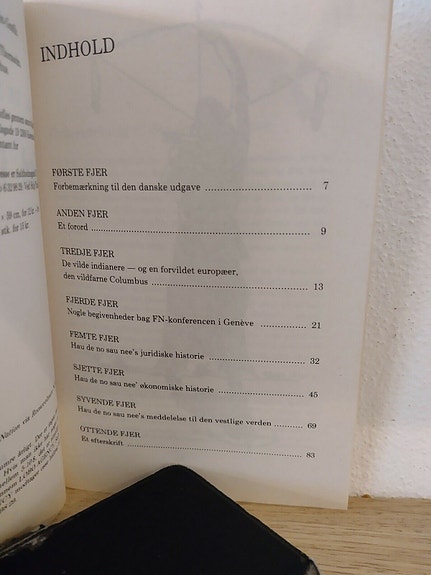 INDHOLD
FØRSTE FJER
Forbemærkning til den danske udgave 7
ANDEN FJER
Et forord 9
TREDJE FJER
De vilde indianere — og en forvildet europæer,
den vildfarne Columbus 13
FJERDE FJER
Nogle begivenheder bag FN-konferencen i Genève 21
FEMTE FJER
Hau de no sau nee's juridiske historie 32
SJETTE FJER
Hau de no sau nee' økonomiske historie 45
SYVENDE FJER
Hau de no sau nee's meddelelse til den vestlige verden 69
OTTENDE FJER
Et efterskrift 83